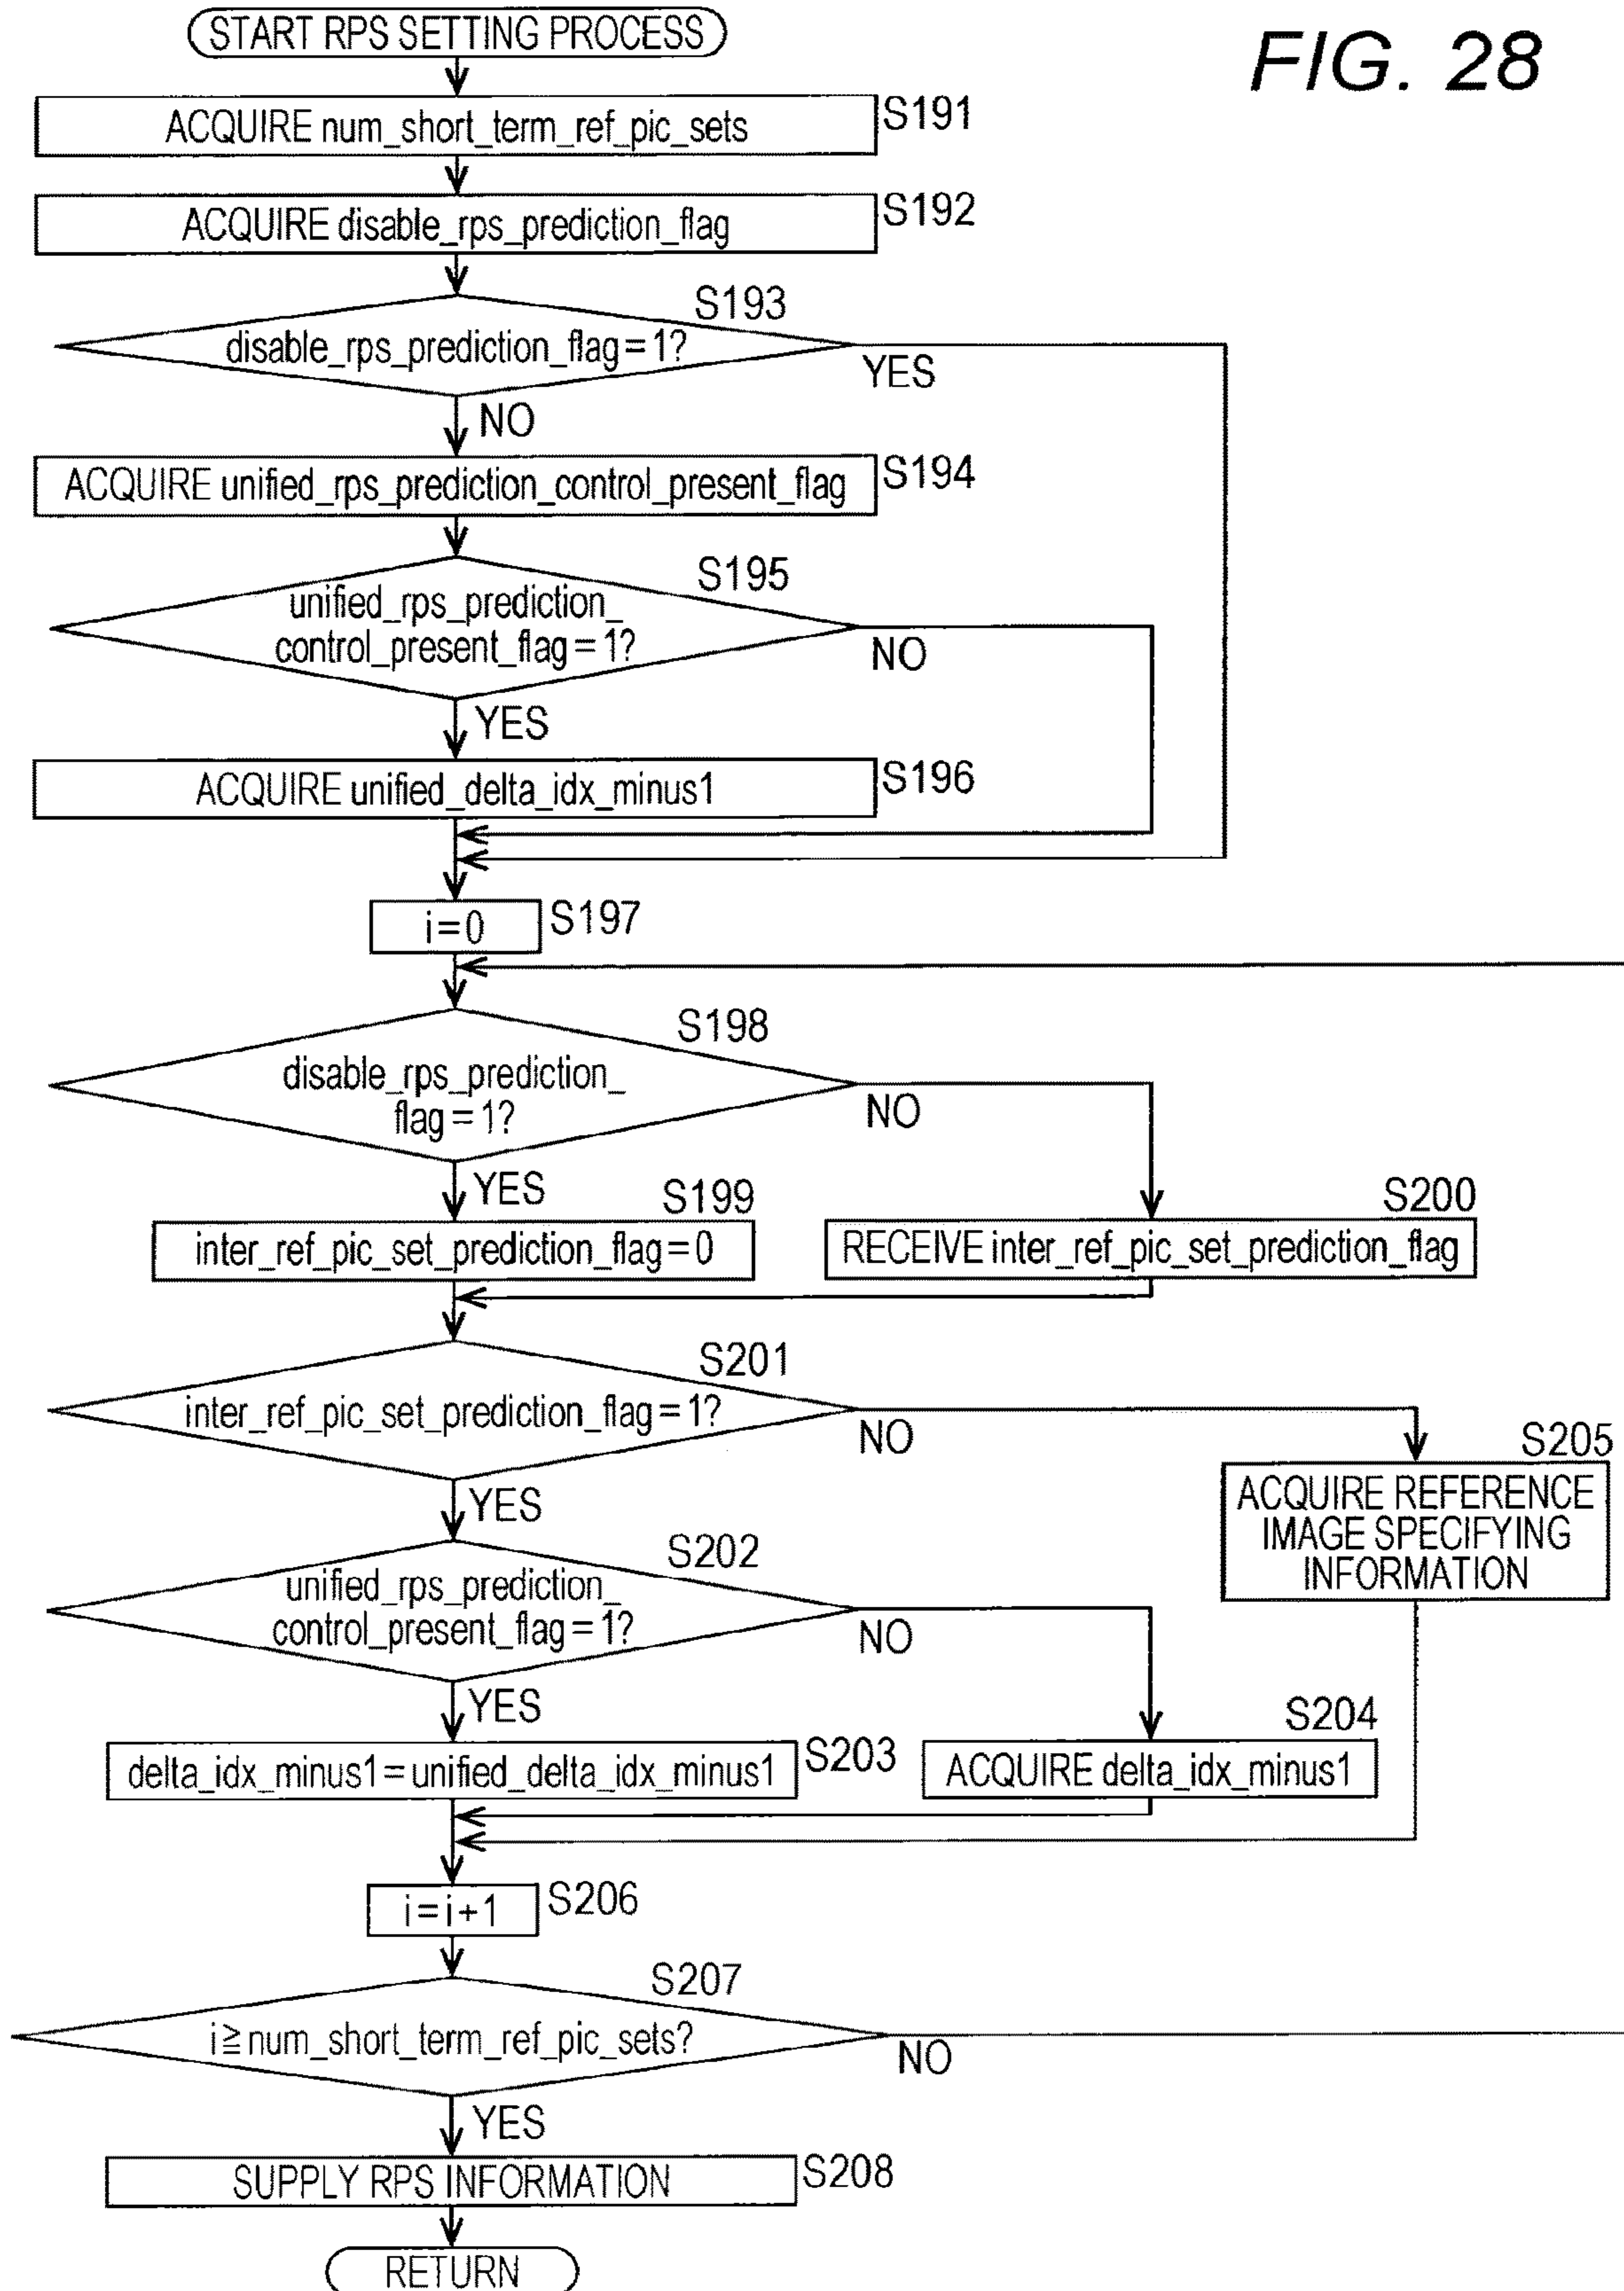 FIG. 28
START RPS SETTING PROCESS
ACQUIRE num_short_term_ref_pic_sets
S191
ACQUIRE disable_rps_prediction_flag
S192
S193
disable_rps_prediction_flag=1?
YES
NO
ACQUIRE unified_rps_prediction_control_present_flag
S194
S195
unified_rps_prediction_
control_present_flag=1?
NO
YES
ACQUIRE unified_delta_idx_minus1
S196
i=0
S197
S198
disable_rps_prediction_
flag=1?
NO
YES
S199
inter_ref_pic_set_prediction_flag=0
S200
RECEIVE inter_ref_pic_set_prediction_flag
S201
inter_ref_pic_set_prediction_flag=1?
NO
YES
S205
ACQUIRE REFERENCE
IMAGE SPECIFYING
INFORMATION
S202
unified_rps_prediction_
control_present_flag=1?
NO
YES
delta_idx_minus1=unified_delta_idx_minus1
S203
S204
ACQUIRE delta_idx_minus1
i=i+1
S206
S207
i≧num_short_term_ref_pic_sets?
NO
YES
SUPPLY RPS INFORMATION
S208
RETURN